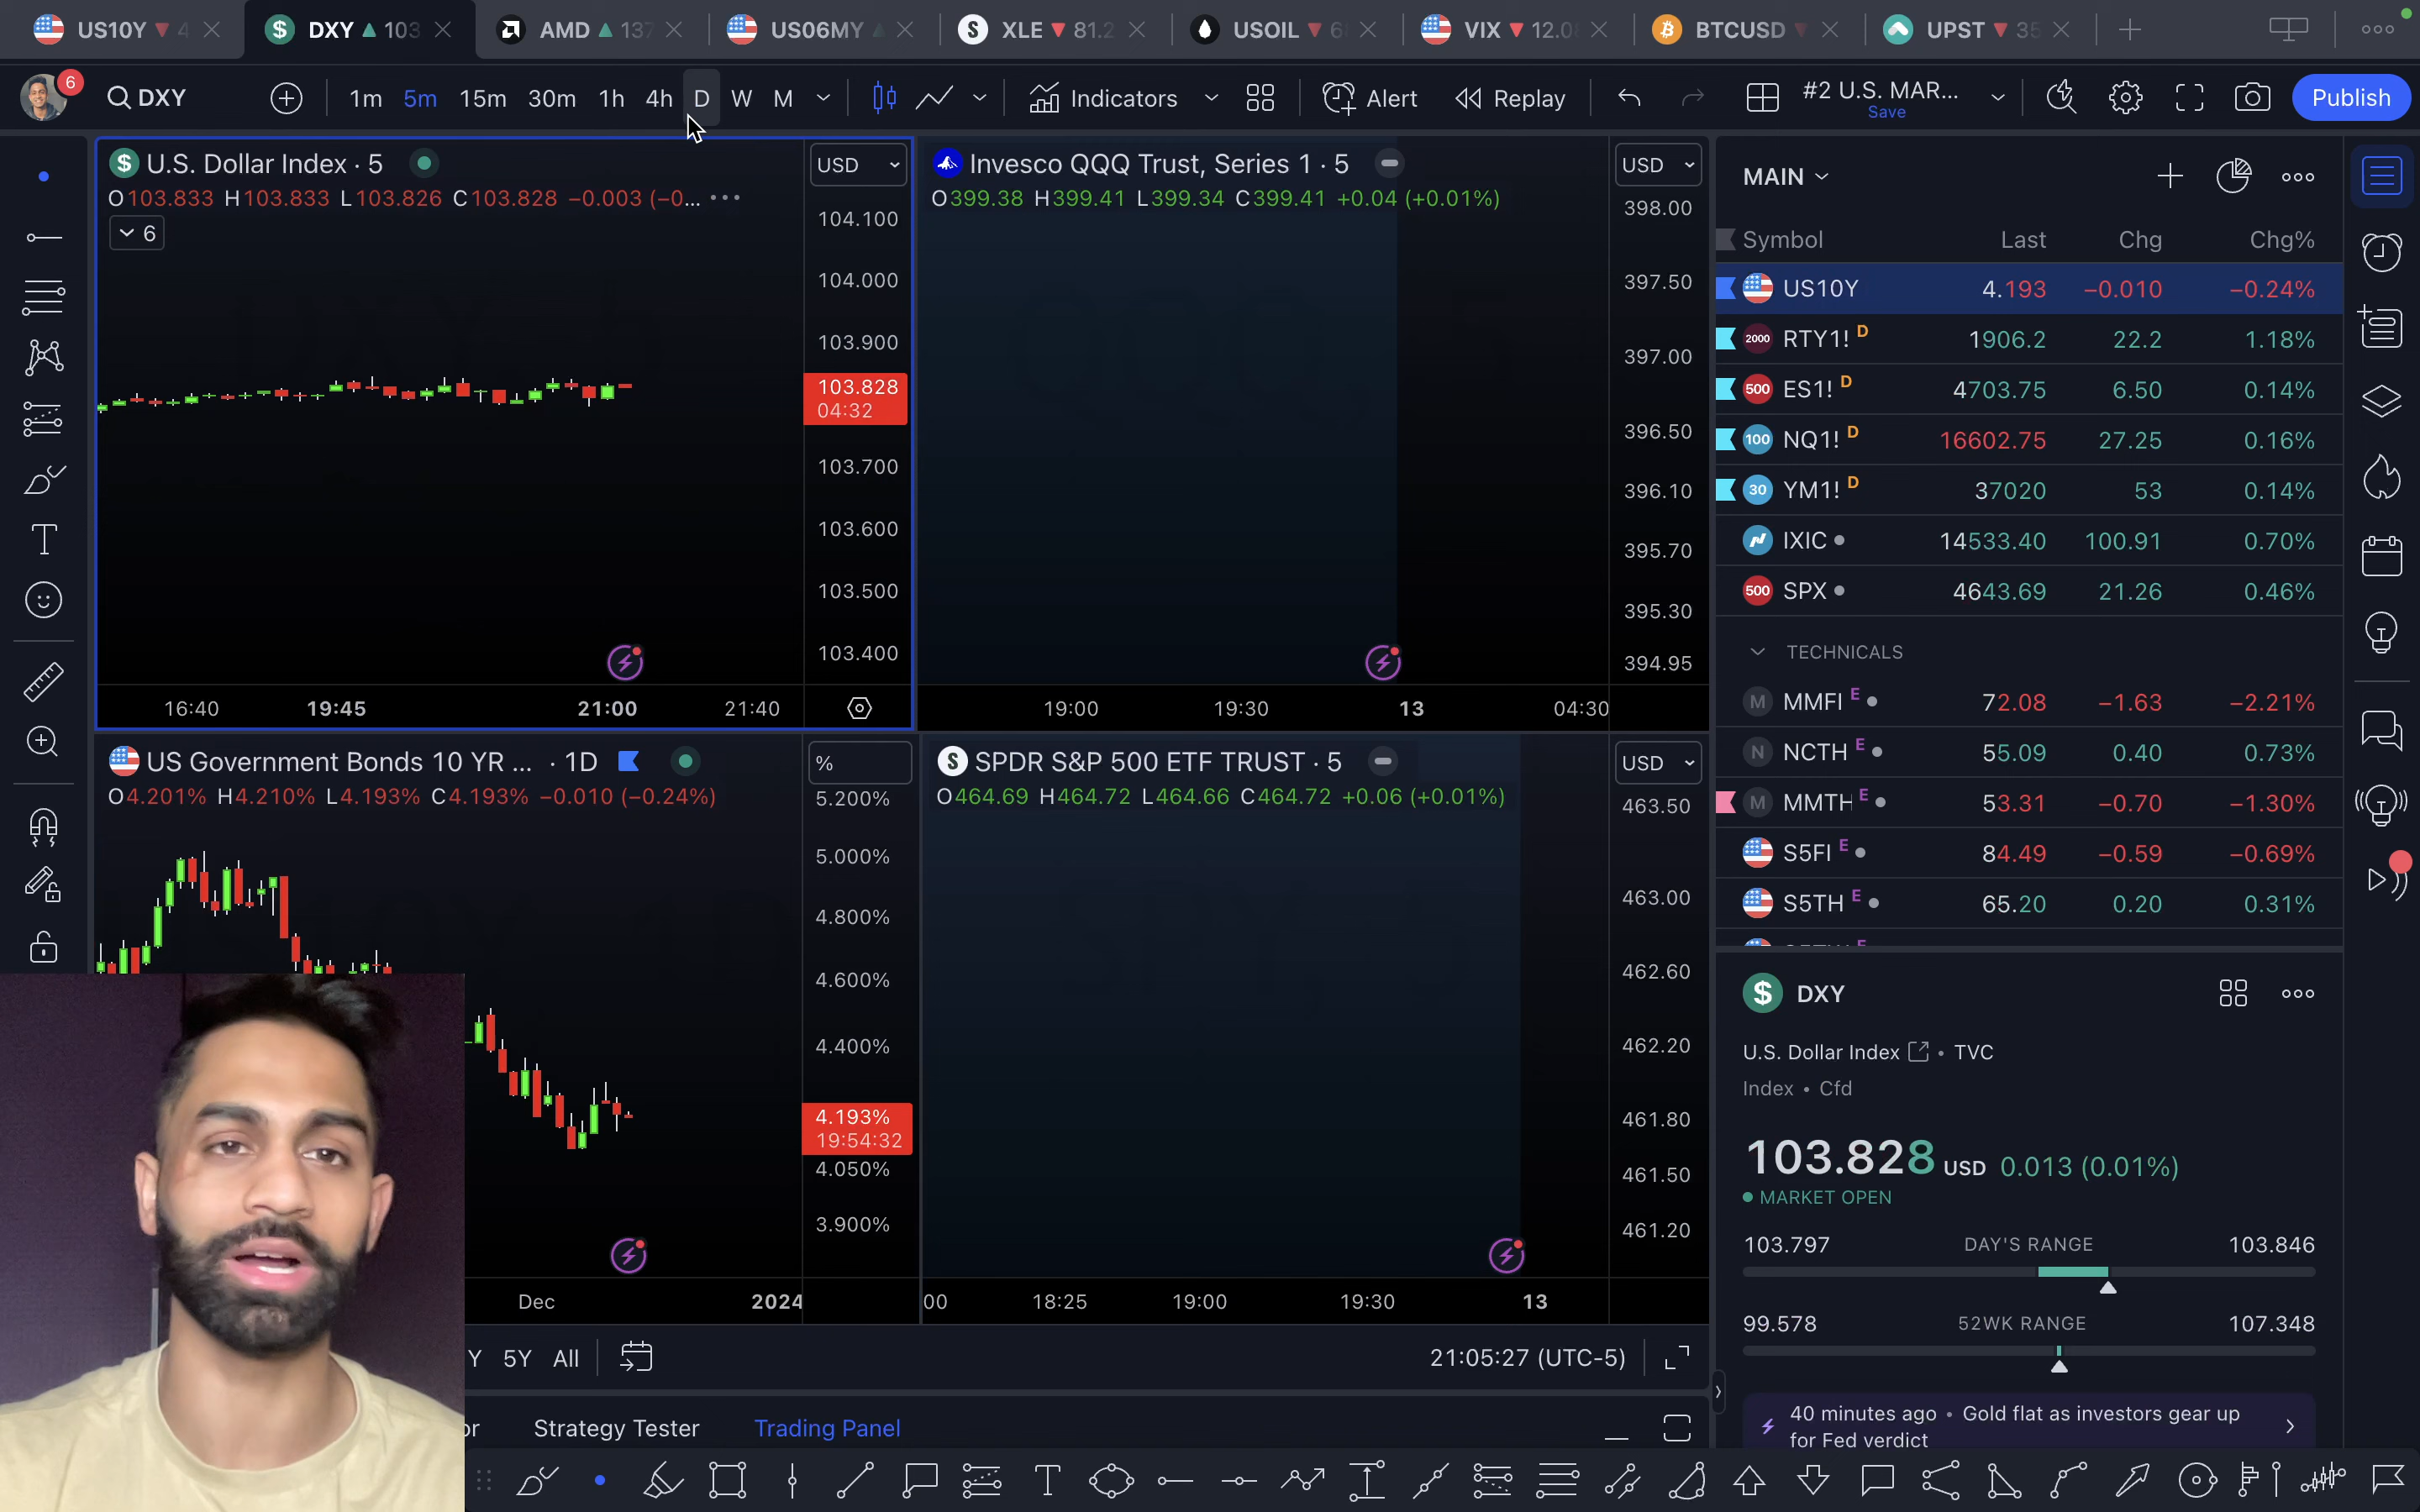 US10Y 4
DXY 103
AMD 137
US06MY
XLE 81.2
USOIL 6
VIX 12.0
BTCUSD
UPST 35
6
DXY
1m 5m 15m 30m 1h 4h D W M
Indicators
Alert
Replay
#2 U.S. MAR...
Save
Publish
U.S. Dollar Index · 5
USD
O103.833 H103.833 L103.826 C103.828 −0.003 (−0...
6
104.100
104.000
103.900
103.828
04:32
103.700
103.600
103.500
103.400
16:40 19:45 21:00 21:40
Invesco QQQ Trust, Series 1 · 5
USD
O399.38 H399.41 L399.34 C399.41 +0.04 (+0.01%)
398.00
397.50
397.00
396.50
396.10
395.70
395.30
394.95
19:00 19:30 13 04:30
US Government Bonds 10 YR ... · 1D
%
O4.201% H4.210% L4.193% C4.193% −0.010 (−0.24%)
5.200%
5.000%
4.800%
4.600%
4.400%
4.193%
19:54:32
4.050%
3.900%
Dec 2024
SPDR S&P 500 ETF TRUST · 5
USD
O464.69 H464.72 L464.66 C464.72 +0.06 (+0.01%)
463.50
463.00
462.60
462.20
461.80
461.50
461.20
00 18:25 19:00 19:30 13
Y 5Y All
21:05:27 (UTC-5)
or Strategy Tester Trading Panel
MAIN
Symbol Last Chg Chg%
US10Y 4.193 −0.010 −0.24%
2000 RTY1! D 1906.2 22.2 1.18%
500 ES1! D 4703.75 6.50 0.14%
100 NQ1! D 16602.75 27.25 0.16%
30 YM1! D 37020 53 0.14%
IXIC 14533.40 100.91 0.70%
500 SPX 4643.69 21.26 0.46%
TECHNICALS
M MMFI E 72.08 −1.63 −2.21%
N NCTH E 55.09 0.40 0.73%
M MMTH E 53.31 −0.70 −1.30%
S5FI E 84.49 −0.59 −0.69%
S5TH E 65.20 0.20 0.31%
DXY
U.S. Dollar Index • TVC
Index • Cfd
103.828 USD 0.013 (0.01%)
MARKET OPEN
103.797 DAY'S RANGE 103.846
99.578 52WK RANGE 107.348
40 minutes ago • Gold flat as investors gear up
for Fed verdict